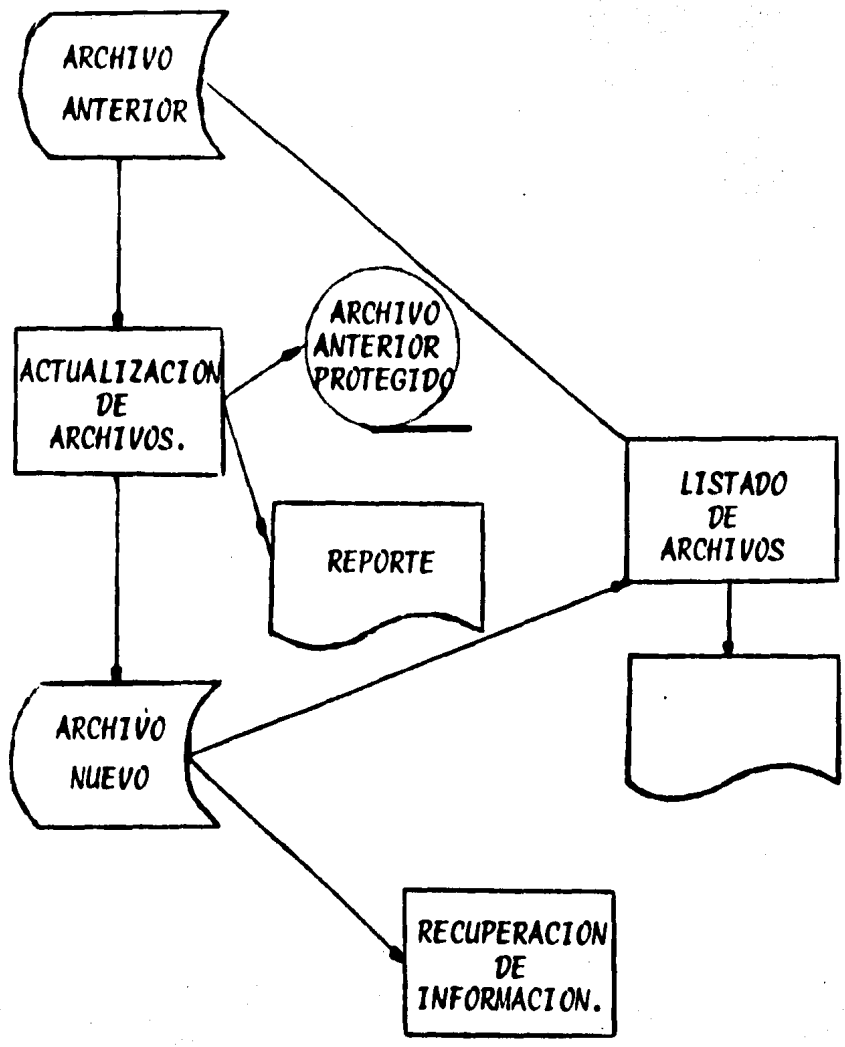 ARCHIVO
ANTERIOR
ARCHIVO
ANTERIOR
PROTEGIDO
ACTUALIZACION
DE
ARCHIVOS.
LISTADO
DE
ARCHIVOS
REPORTE
ARCHIVO
NUEVO
RECUPERACION
DE
INFORMACION.